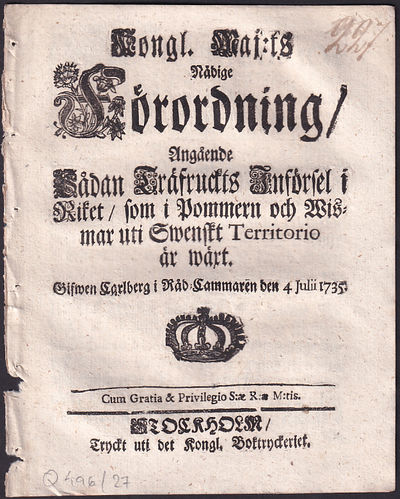 Kongl. Maj:ts
Nådige
Förordning/
Angående
Sådan Träfruckts Införsel i
Riket/ som i Pommern och Wis-
mar uti Swenskt Territorio
är wäxt.
Gifwen Carlberg i Råd-Cammaren den 4 Julii 1735.
Cum Gratia & Privilegio S:æ R:æ M:tis.
STOCKHOLM/
Tryckt uti det Kongl. Boktryckeriet.
Q 496/27